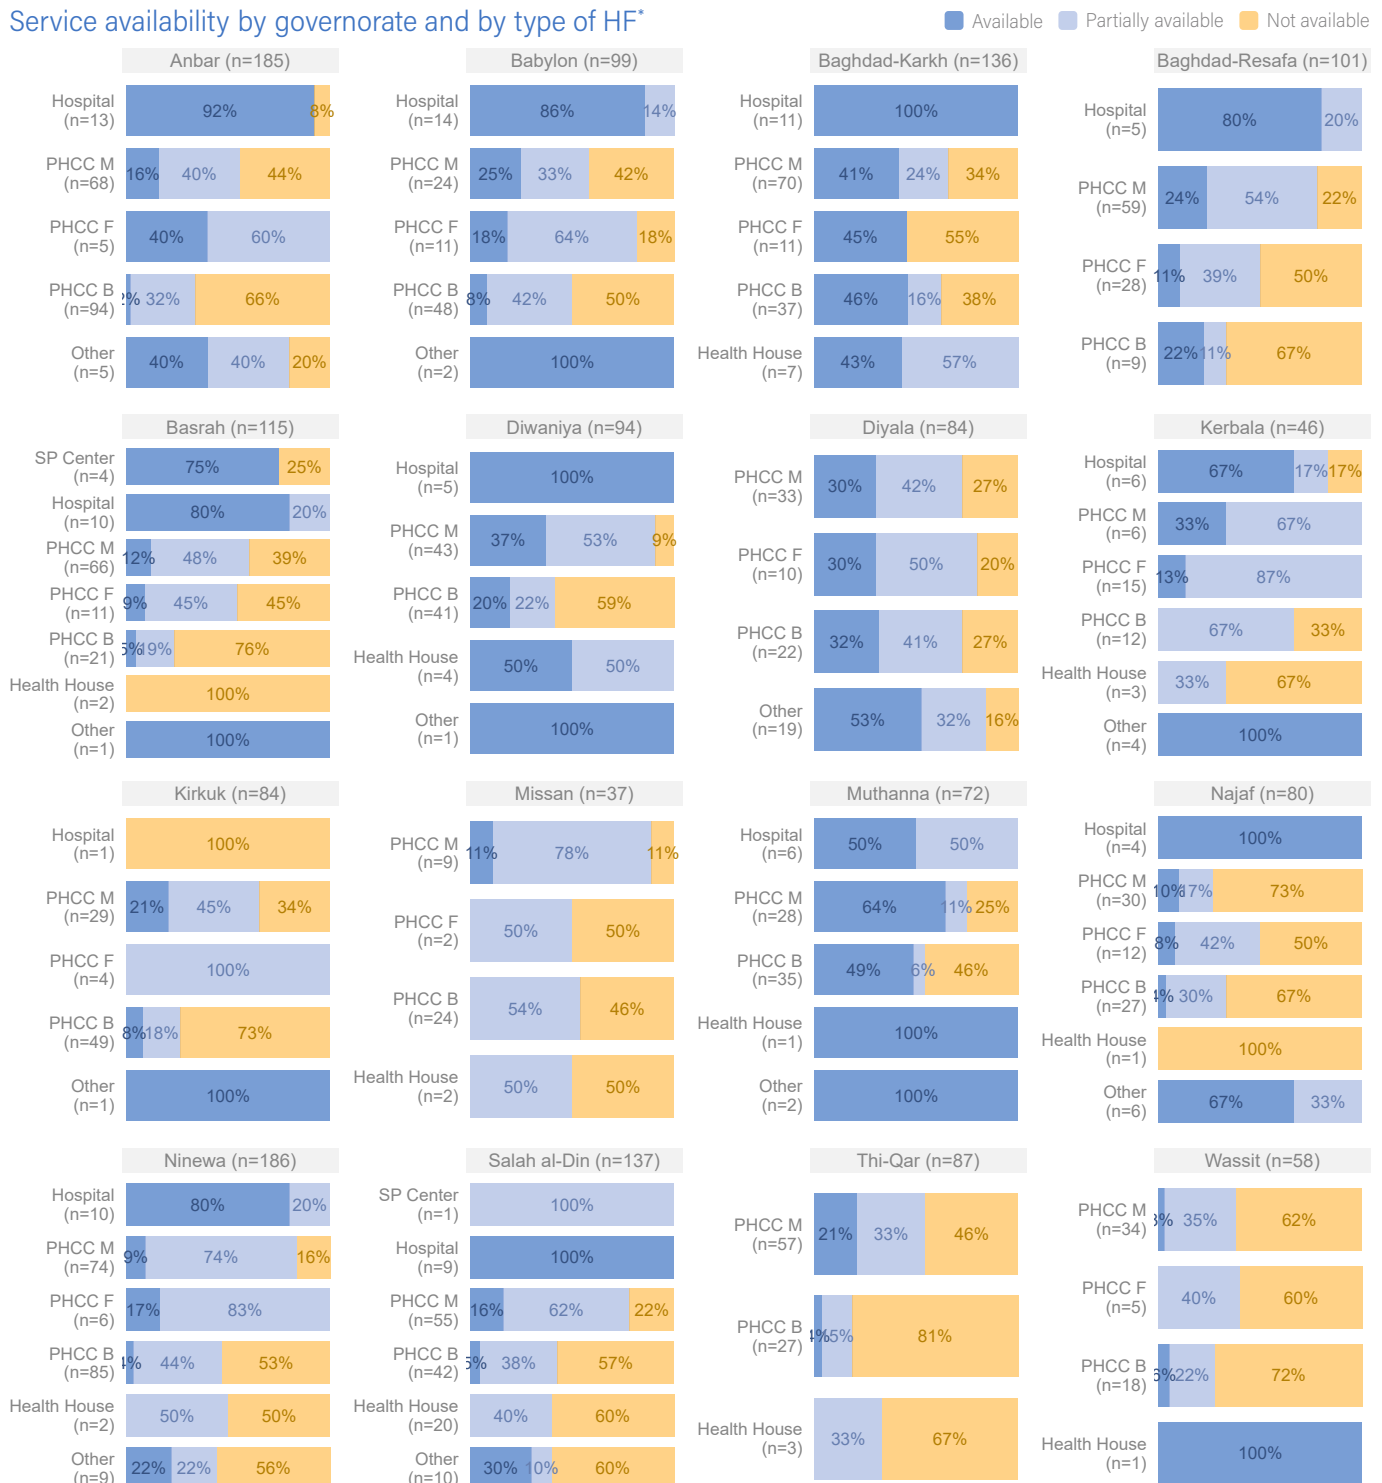 Service availability by governorate and by type of HF*
Available Partially available Not available
Anbar (n=185)
Hospital (n=13) 92% 8%
PHCC M (n=68) 16% 40% 44%
PHCC F (n=5) 40% 60%
PHCC B (n=94) 2% 32% 66%
Other (n=5) 40% 40% 20%
Babylon (n=99)
Hospital (n=14) 86% 14%
PHCC M (n=24) 25% 33% 42%
PHCC F (n=11) 18% 64% 18%
PHCC B (n=48) 8% 42% 50%
Other (n=2) 100%
Baghdad-Karkh (n=136)
Hospital (n=11) 100%
PHCC M (n=70) 41% 24% 34%
PHCC F (n=11) 45% 55%
PHCC B (n=37) 46% 16% 38%
Health House (n=7) 43% 57%
Baghdad-Resafa (n=101)
Hospital (n=5) 80% 20%
PHCC M (n=59) 24% 54% 22%
PHCC F (n=28) 11% 39% 50%
PHCC B (n=9) 22% 11% 67%
Basrah (n=115)
SP Center (n=4) 75% 25%
Hospital (n=10) 80% 20%
PHCC M (n=66) 12% 48% 39%
PHCC F (n=11) 9% 45% 45%
PHCC B (n=21) 5% 19% 76%
Health House (n=2) 100%
Other (n=1) 100%
Diwaniya (n=94)
Hospital (n=5) 100%
PHCC M (n=43) 37% 53% 9%
PHCC B (n=41) 20% 22% 59%
Health House (n=4) 50% 50%
Other (n=1) 100%
Diyala (n=84)
PHCC M (n=33) 30% 42% 27%
PHCC F (n=10) 30% 50% 20%
PHCC B (n=22) 32% 41% 27%
Other (n=19) 53% 32% 16%
Kerbala (n=46)
Hospital (n=6) 67% 17% 17%
PHCC M (n=6) 33% 67%
PHCC F (n=15) 13% 87%
PHCC B (n=12) 67% 33%
Health House (n=3) 33% 67%
Other (n=4) 100%
Kirkuk (n=84)
Hospital (n=1) 100%
PHCC M (n=29) 21% 45% 34%
PHCC F (n=4) 100%
PHCC B (n=49) 8% 18% 73%
Other (n=1) 100%
Missan (n=37)
PHCC M (n=9) 11% 78% 11%
PHCC F (n=2) 50% 50%
PHCC B (n=24) 54% 46%
Health House (n=2) 50% 50%
Muthanna (n=72)
Hospital (n=6) 50% 50%
PHCC M (n=28) 64% 11% 25%
PHCC B (n=35) 49% 6% 46%
Health House (n=1) 100%
Other (n=2) 100%
Najaf (n=80)
Hospital (n=4) 100%
PHCC M (n=30) 10% 17% 73%
PHCC F (n=12) 8% 42% 50%
PHCC B (n=27) 4% 30% 67%
Health House (n=1) 100%
Other (n=6) 67% 33%
Ninewa (n=186)
Hospital (n=10) 80% 20%
PHCC M (n=74) 9% 74% 16%
PHCC F (n=6) 17% 83%
PHCC B (n=85) 4% 44% 53%
Health House (n=2) 50% 50%
Other (n=9) 22% 22% 56%
Salah al-Din (n=137)
SP Center (n=1) 100%
Hospital (n=9) 100%
PHCC M (n=55) 16% 62% 22%
PHCC B (n=42) 5% 38% 57%
Health House (n=20) 40% 60%
Other (n=10) 30% 10% 60%
Thi-Qar (n=87)
PHCC M (n=57) 21% 33% 46%
PHCC B (n=27) 4% 15% 81%
Health House (n=3) 33% 67%
Wassit (n=58)
PHCC M (n=34) 3% 35% 62%
PHCC F (n=5) 40% 60%
PHCC B (n=18) 6% 22% 72%
Health House (n=1) 100%